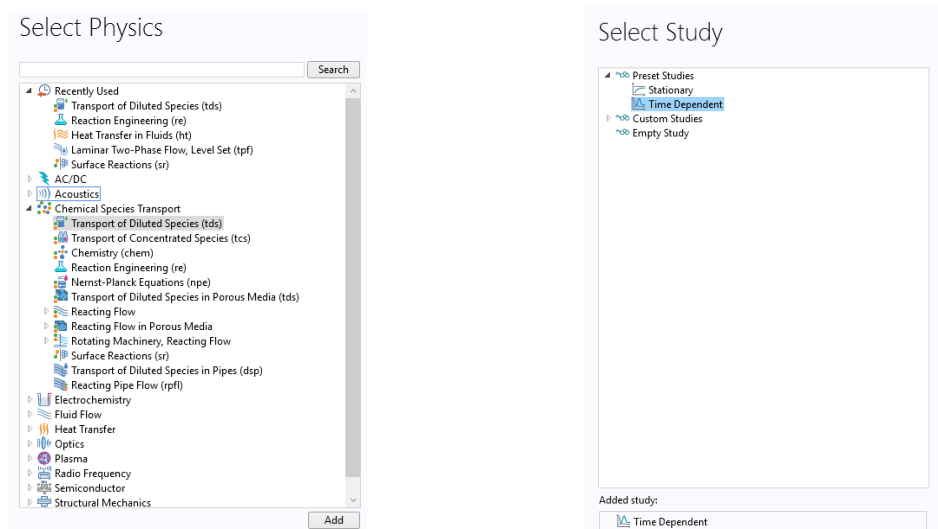 Select Physics
Search
Recently Used
Transport of Diluted Species (tds)
Reaction Engineering (re)
Heat Transfer in Fluids (ht)
Laminar Two-Phase Flow, Level Set (tpf)
Surface Reactions (sr)
AC/DC
Acoustics
Chemical Species Transport
Transport of Diluted Species (tds)
Transport of Concentrated Species (tcs)
Chemistry (chem)
Reaction Engineering (re)
Nernst-Planck Equations (npe)
Transport of Diluted Species in Porous Media (tds)
Reacting Flow
Reacting Flow in Porous Media
Rotating Machinery, Reacting Flow
Surface Reactions (sr)
Transport of Diluted Species in Pipes (dsp)
Reacting Pipe Flow (rpfl)
Electrochemistry
Fluid Flow
Heat Transfer
Optics
Plasma
Radio Frequency
Semiconductor
Structural Mechanics
Add
Select Study
Preset Studies
Stationary
Time Dependent
Custom Studies
Empty Study
Added study:
Time Dependent